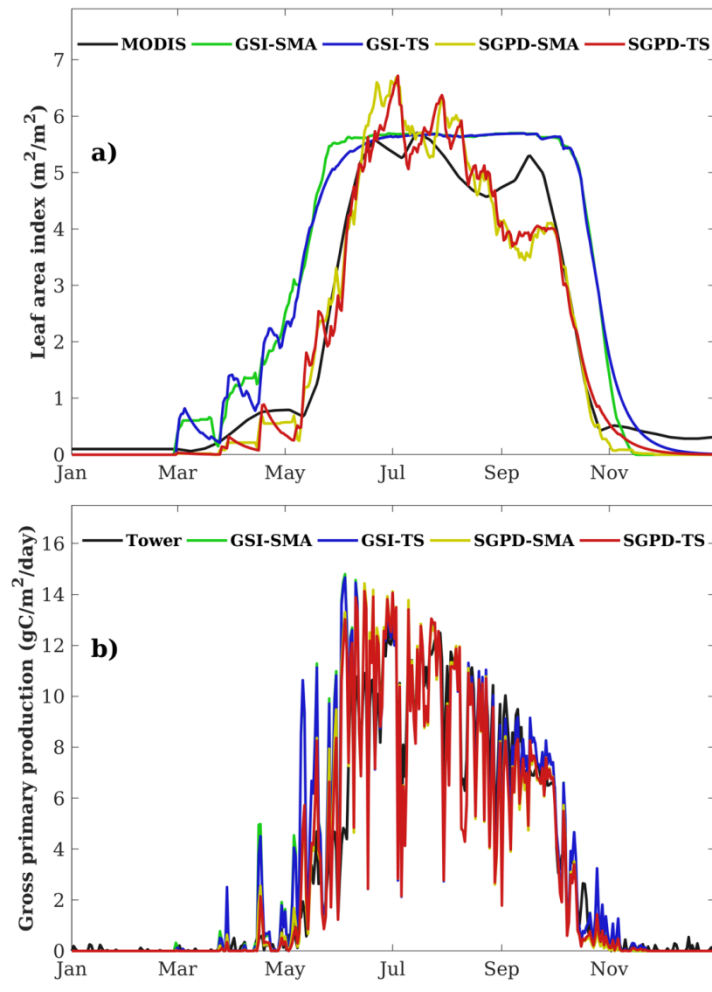 MODIS GSI-SMA GSI-TS SGPD-SMA SGPD-TS
a)
Leaf area index (m²/m²)
7
6
5
4
3
2
1
0
Jan Mar May Jul Sep Nov
Tower GSI-SMA GSI-TS SGPD-SMA SGPD-TS
b)
Gross primary production (gC/m²/day)
16
14
12
10
8
6
4
2
0
Jan Mar May Jul Sep Nov